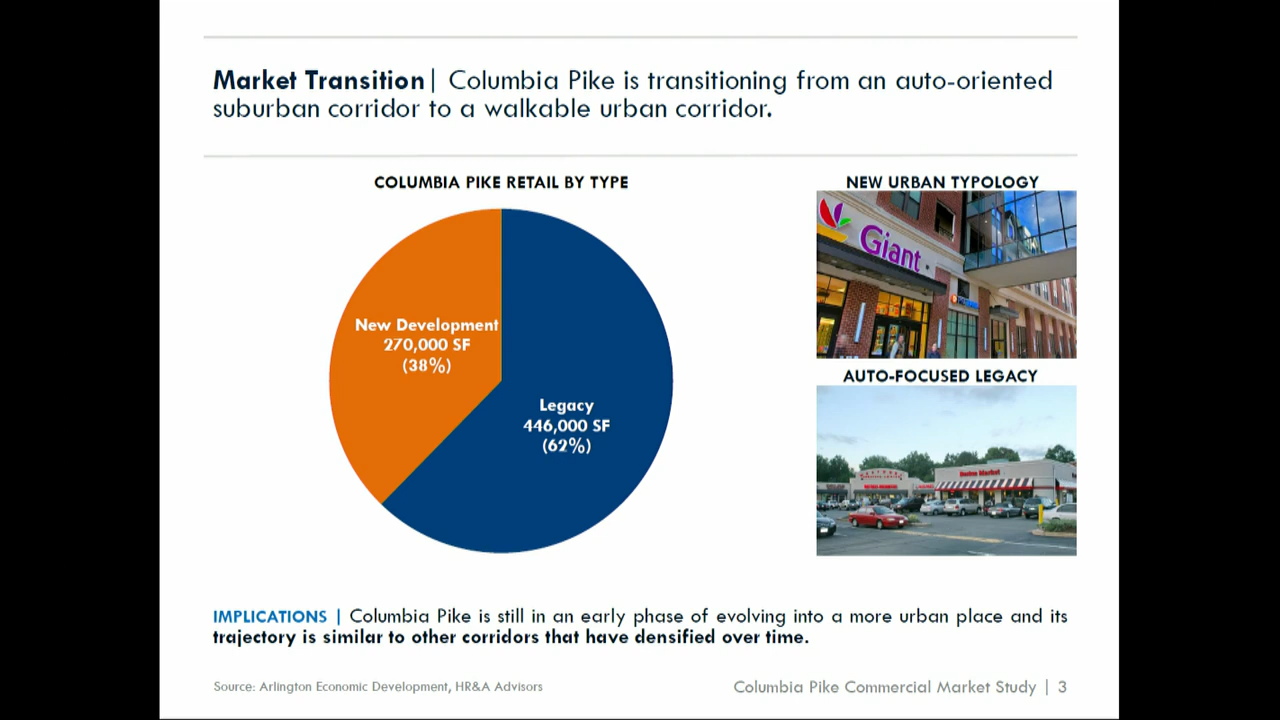 Market Transition| Columbia Pike is transitioning from an auto-oriented
suburban corridor to a walkable urban corridor.
COLUMBIA PIKE RETAIL BY TYPE
New Development
270,000 SF
(38%)
Legacy
446,000 SF
(62%)
NEW URBAN TYPOLOGY
Giant
AUTO-FOCUSED LEGACY
Boston Market
IMPLICATIONS | Columbia Pike is still in an early phase of evolving into a more urban place and its
trajectory is similar to other corridors that have densified over time.
Source: Arlington Economic Development, HR&A Advisors
Columbia Pike Commercial Market Study | 3